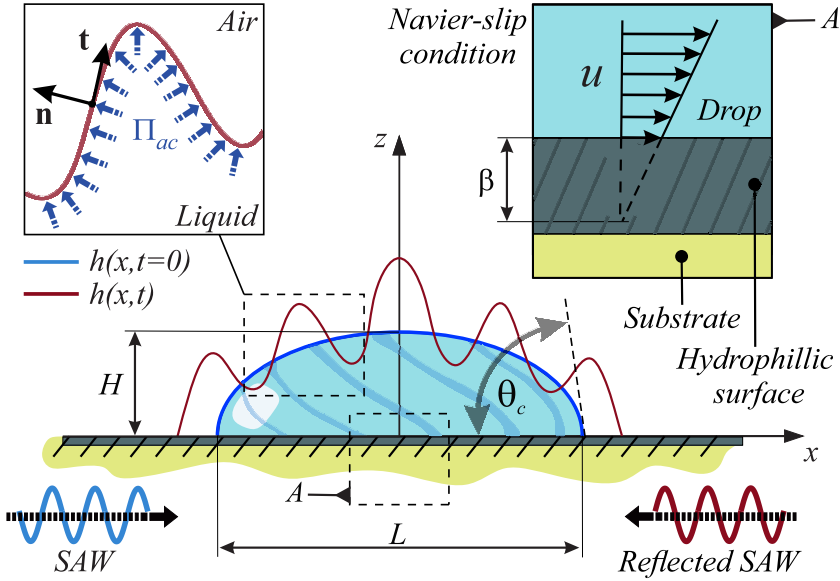 Air
t
n
Π_ac
Liquid
Navier-slip
condition
A
u
Drop
β
z
h(x,t=0)
h(x,t)
Substrate
Hydrophillic
surface
H
θ_c
x
A
SAW
L
Reflected SAW